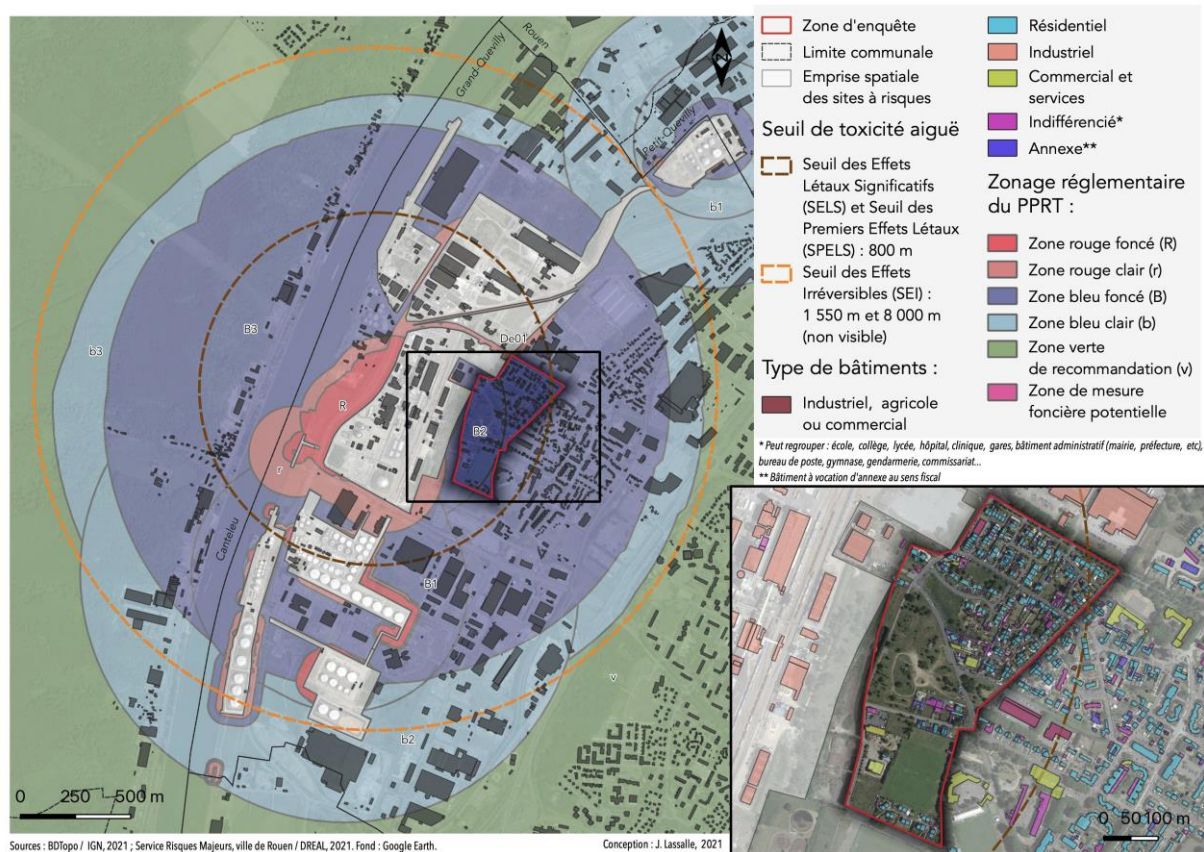 Rouen
Grand-Quevilly
Petit-Quevilly
N
b1
B3
b3
De01
R
B2
r
Canteleu
B1
v
b2
0 250 500 m
Sources : BDTopo / IGN, 2021 ; Service Risques Majeurs, ville de Rouen / DREAL, 2021. Fond : Google Earth.
Conception : J. Lassalle, 2021
Zone d'enquête
Limite communale
Emprise spatiale
des sites à risques
Seuil de toxicité aiguë
Seuil des Effets
Létaux Significatifs
(SELS) et Seuil des
Premiers Effets Létaux
(SPELS) : 800 m
Seuil des Effets
Irréversibles (SEI) :
1 550 m et 8 000 m
(non visible)
Type de bâtiments :
Industriel, agricole
ou commercial
Résidentiel
Industriel
Commercial et
services
Indifférencié*
Annexe**
Zonage réglementaire
du PPRT :
Zone rouge foncé (R)
Zone rouge clair (r)
Zone bleu foncé (B)
Zone bleu clair (b)
Zone verte
de recommandation (v)
Zone de mesure
foncière potentielle
* Peut regrouper : école, collège, lycée, hôpital, clinique, gares, bâtiment administratif (mairie, préfecture, etc),
bureau de poste, gymnase, gendarmerie, commissariat...
** Bâtiment à vocation d'annexe au sens fiscal
0 50 100 m